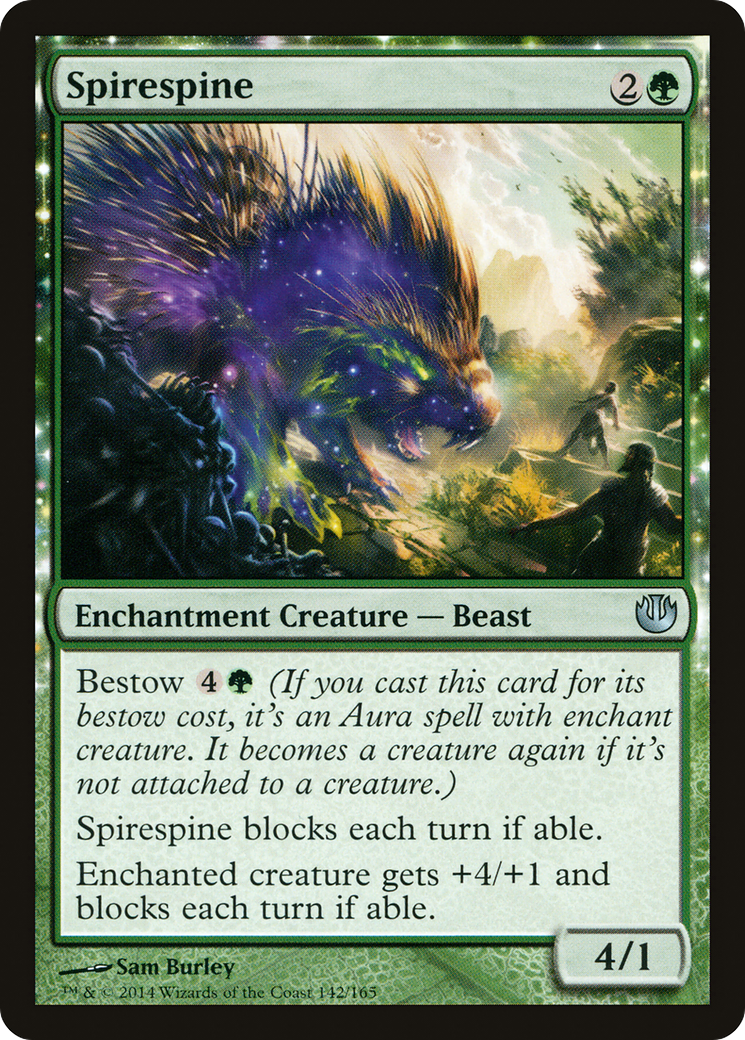 Spirespine 2
Enchantment Creature — Beast
Bestow 4 (If you cast this card for its
bestow cost, it's an Aura spell with enchant
creature. It becomes a creature again if it's
not attached to a creature.)
Spirespine blocks each turn if able.
Enchanted creature gets +4/+1 and
blocks each turn if able.
4/1
Sam Burley
™ & © 2014 Wizards of the Coast 142/165